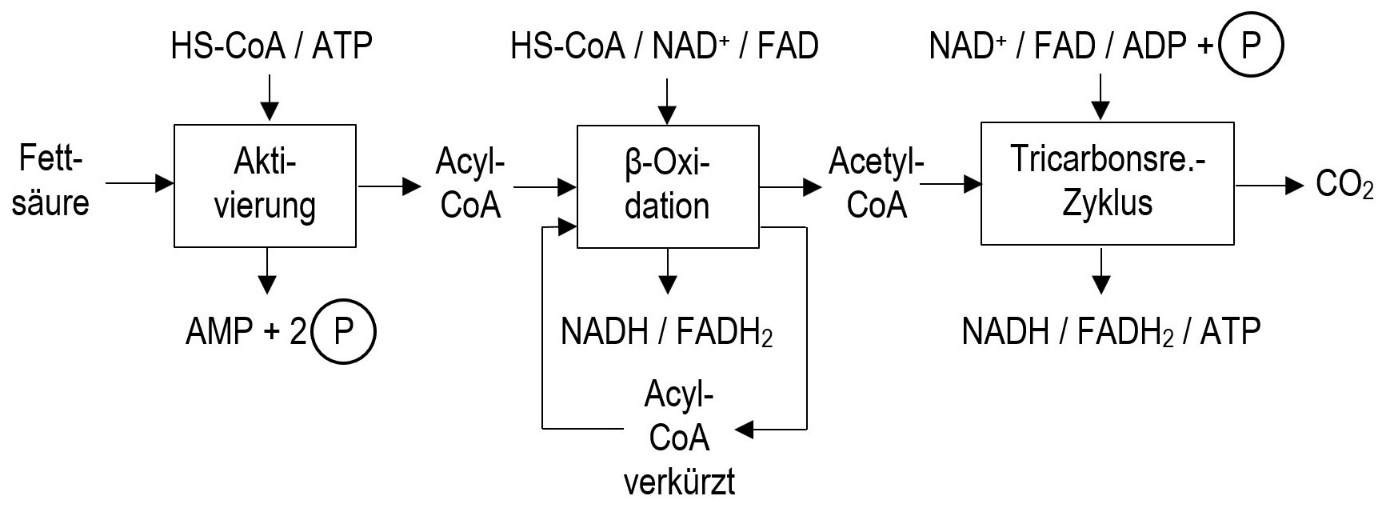 HS-CoA / ATP
HS-CoA / NAD⁺ / FAD
NAD⁺ / FAD / ADP + P
Fett-
säure
Akti-
vierung
Acyl-
CoA
β-Oxi-
dation
Acetyl-
CoA
Tricarbonsre.-
Zyklus
CO₂
AMP + 2 P
NADH / FADH₂
NADH / FADH₂ / ATP
Acyl-
CoA
verkürzt